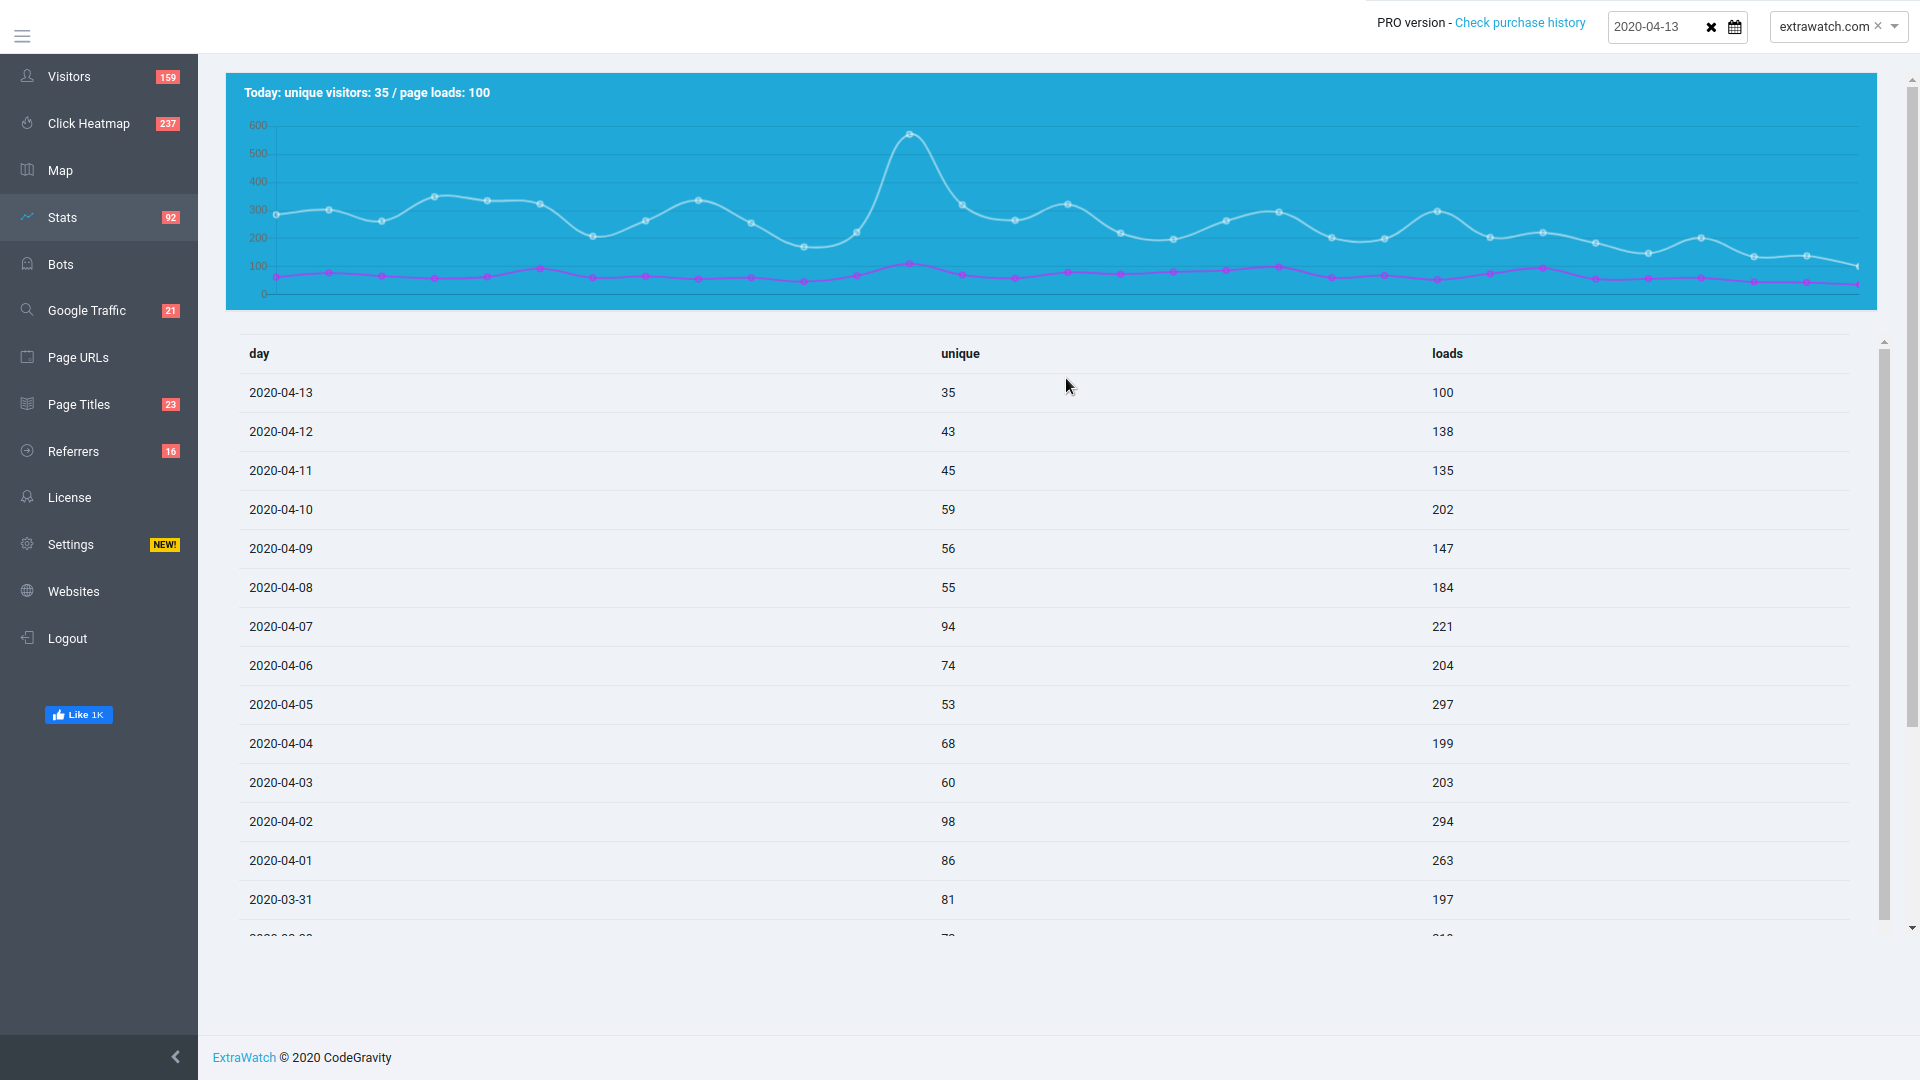 PRO version - Check purchase history
2020-04-13
extrawatch.com ×
Visitors 159
Click Heatmap 237
Map
Stats 92
Bots
Google Traffic 21
Page URLs
Page Titles 23
Referrers 16
License
Settings NEW!
Websites
Logout
Like 1K
Today: unique visitors: 35 / page loads: 100
600
500
400
300
200
100
0
day unique loads
2020-04-13 35 100
2020-04-12 43 138
2020-04-11 45 135
2020-04-10 59 202
2020-04-09 56 147
2020-04-08 55 184
2020-04-07 94 221
2020-04-06 74 204
2020-04-05 53 297
2020-04-04 68 199
2020-04-03 60 203
2020-04-02 98 294
2020-04-01 86 263
2020-03-31 81 197
ExtraWatch © 2020 CodeGravity